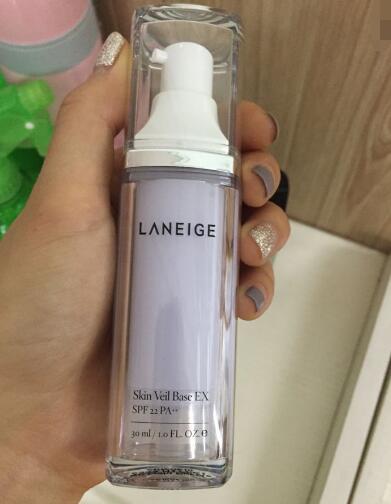 LANEIGE
Skin Veil Base EX
SPF 22 PA++
30 ml / 1.0 FL. OZ. e